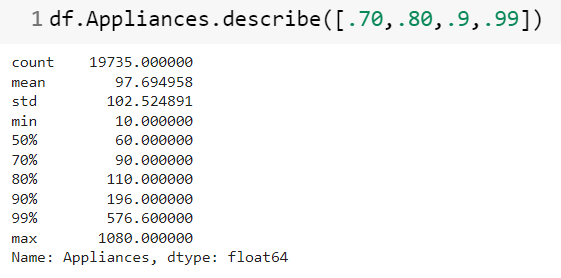 1 df.Appliances.describe([.70,.80,.9,.99])
count 19735.000000
mean 97.694958
std 102.524891
min 10.000000
50% 60.000000
70% 90.000000
80% 110.000000
90% 196.000000
99% 576.600000
max 1080.000000
Name: Appliances, dtype: float64